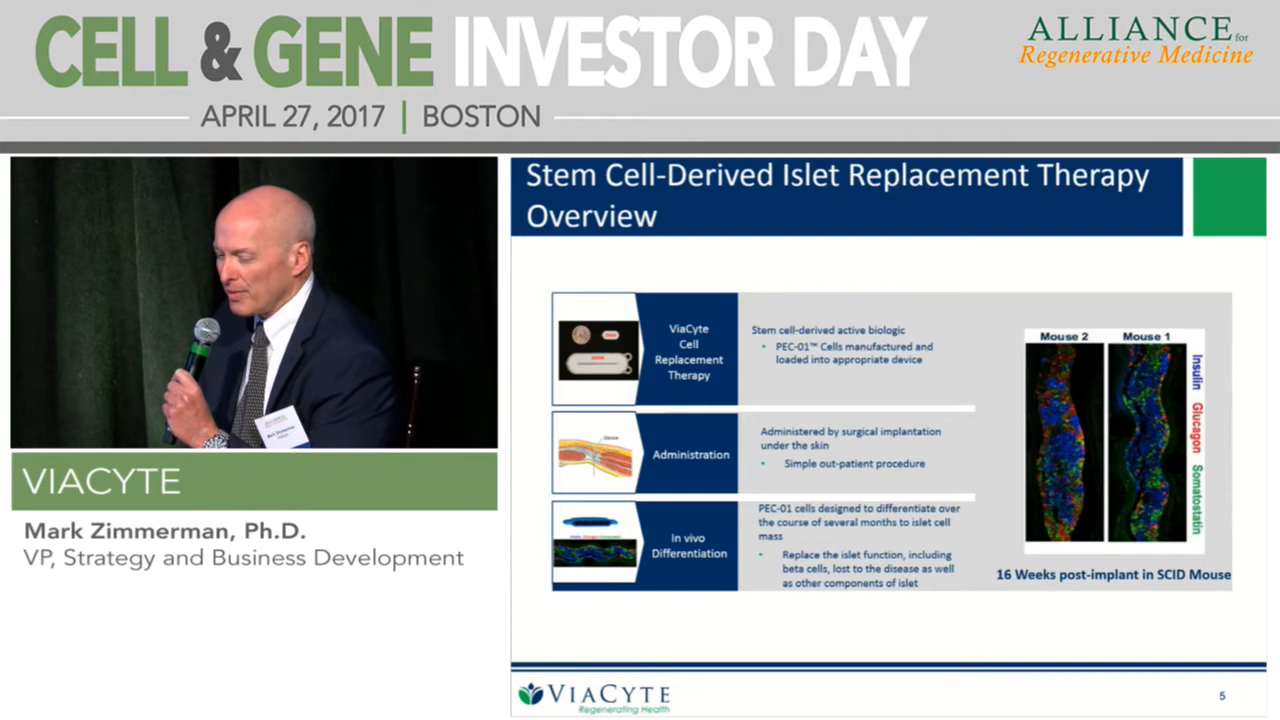 CELL & GENE INVESTOR DAY
APRIL 27, 2017 | BOSTON
ALLIANCE for
Regenerative Medicine
VIACYTE
Mark Zimmerman, Ph.D.
VP, Strategy and Business Development
Stem Cell-Derived Islet Replacement Therapy
Overview
ViaCyte
Cell
Replacement
Therapy
Stem cell-derived active biologic
• PEC-01™ Cells manufactured and
loaded into appropriate device
Administration
Administered by surgical implantation
under the skin
• Simple out-patient procedure
Device
In vivo
Differentiation
PEC-01 cells designed to differentiate over
the course of several months to islet cell
mass
• Replace the islet function, including
beta cells, lost to the disease as well
as other components of islet
Mouse 2
Mouse 1
Insulin Glucagon Somatostatin
16 Weeks post-implant in SCID Mouse
VIACYTE
Regenerating Health
5